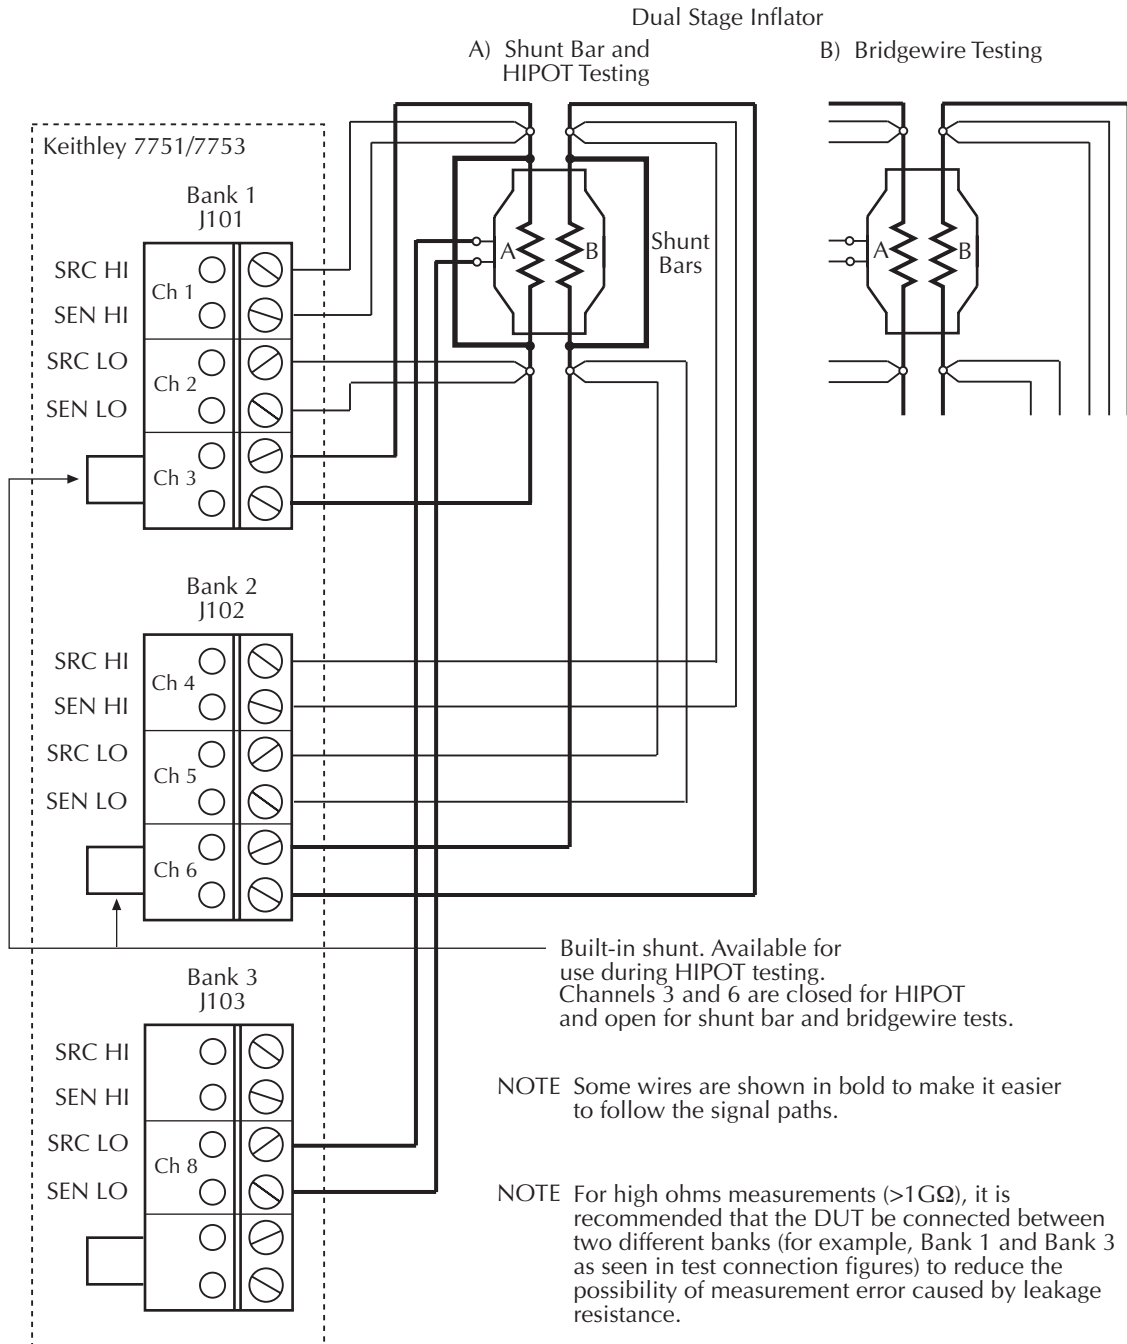 Dual Stage Inflator
A) Shunt Bar and
HIPOT Testing
B) Bridgewire Testing
Keithley 7751/7753
Bank 1
J101
SRC HI
Ch 1
SEN HI
SRC LO
Ch 2
SEN LO
Ch 3
A
B
Shunt
Bars
A
B
Bank 2
J102
SRC HI
Ch 4
SEN HI
SRC LO
Ch 5
SEN LO
Ch 6
Built-in shunt. Available for
use during HIPOT testing.
Channels 3 and 6 are closed for HIPOT
and open for shunt bar and bridgewire tests.
Bank 3
J103
SRC HI
SEN HI
SRC LO
Ch 8
SEN LO
NOTE Some wires are shown in bold to make it easier
to follow the signal paths.
NOTE For high ohms measurements (>1GΩ), it is
recommended that the DUT be connected between
two different banks (for example, Bank 1 and Bank 3
as seen in test connection figures) to reduce the
possibility of measurement error caused by leakage
resistance.